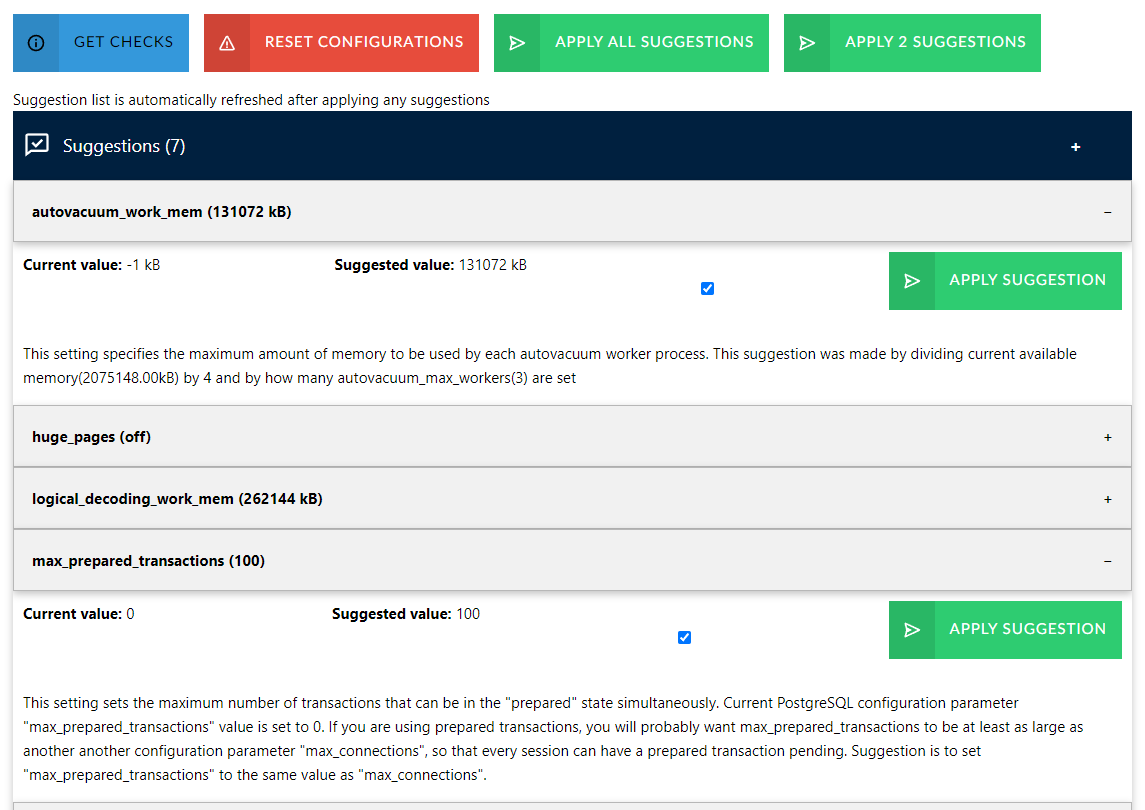 GET CHECKS
RESET CONFIGURATIONS
APPLY ALL SUGGESTIONS
APPLY 2 SUGGESTIONS
Suggestion list is automatically refreshed after applying any suggestions
Suggestions (7)
+
autovacuum_work_mem (131072 kB)
−
Current value: -1 kB
Suggested value: 131072 kB
APPLY SUGGESTION
This setting specifies the maximum amount of memory to be used by each autovacuum worker process. This suggestion was made by dividing current available
memory(2075148.00kB) by 4 and by how many autovacuum_max_workers(3) are set
huge_pages (off)
+
logical_decoding_work_mem (262144 kB)
+
max_prepared_transactions (100)
−
Current value: 0
Suggested value: 100
APPLY SUGGESTION
This setting sets the maximum number of transactions that can be in the "prepared" state simultaneously. Current PostgreSQL configuration parameter
"max_prepared_transactions" value is set to 0. If you are using prepared transactions, you will probably want max_prepared_transactions to be at least as large as
another another configuration parameter "max_connections", so that every session can have a prepared transaction pending. Suggestion is to set
"max_prepared_transactions" to the same value as "max_connections".